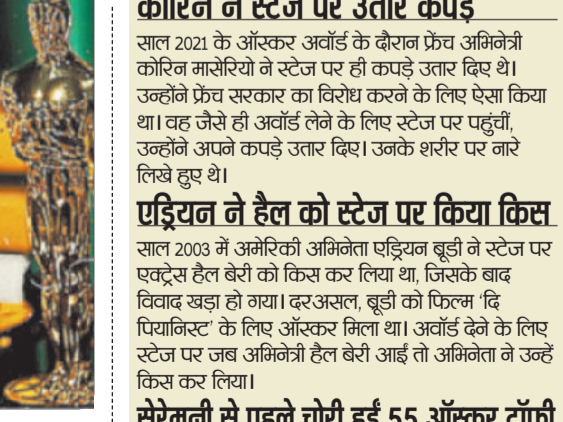 कोरिन ने स्टेज पर उतारे कपड़े
साल 2021 के ऑस्कर अवॉर्ड के दौरान फ्रेंच अभिनेत्री
कोरिन मासेरियो ने स्टेज पर ही कपड़े उतार दिए थे।
उन्होंने फ्रेंच सरकार का विरोध करने के लिए ऐसा किया
था। वह जैसे ही अवॉर्ड लेने के लिए स्टेज पर पहुंचीं,
उन्होंने अपने कपड़े उतार दिए। उनके शरीर पर नारे
लिखे हुए थे।
एड्रियन ने हैल को स्टेज पर किया किस
साल 2003 में अमेरिकी अभिनेता एड्रियन ब्रूडी ने स्टेज पर
एक्ट्रेस हैल बेरी को किस कर लिया था, जिसके बाद
विवाद खड़ा हो गया। दरअसल, ब्रूडी को फिल्म ‘दि
पियानिस्ट’ के लिए ऑस्कर मिला था। अवॉर्ड देने के लिए
स्टेज पर जब अभिनेत्री हैल बेरी आईं तो अभिनेता ने उन्हें
किस कर लिया।
सेरेमनी से पहले चोरी हुईं 55 ऑस्कर ट्रॉफी